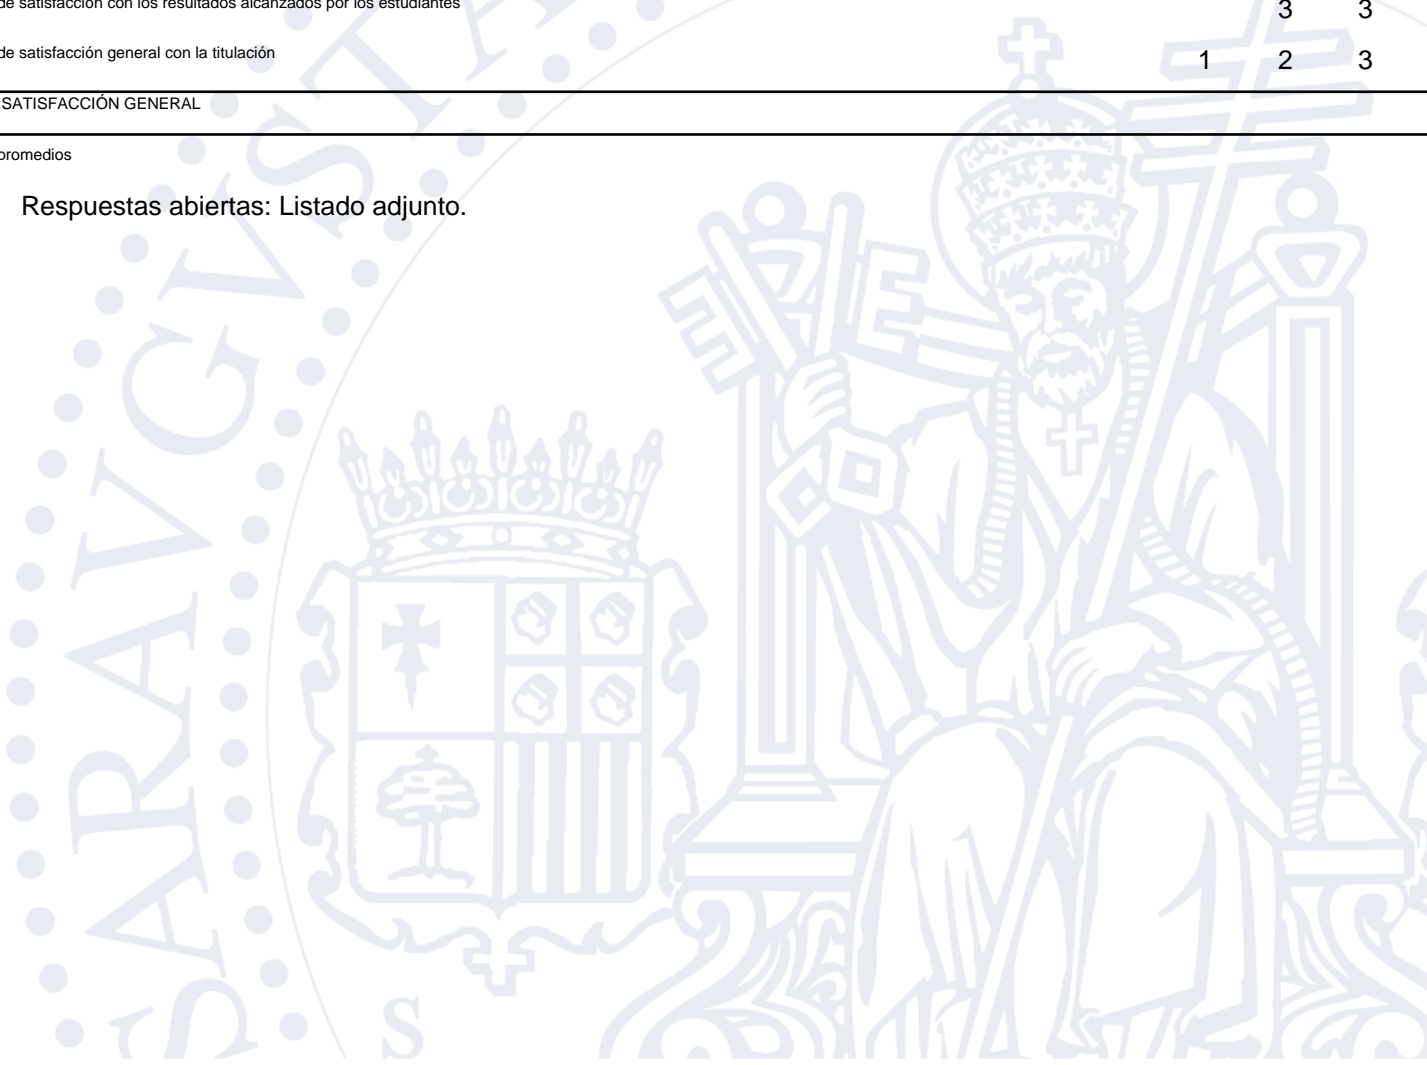 de satisfacción con los resultados alcanzados por los estudiantes 3 3
de satisfacción general con la titulación 1 2 3
SATISFACCIÓN GENERAL
promedios
Respuestas abiertas: Listado adjunto.
SARAVGVSTA
S